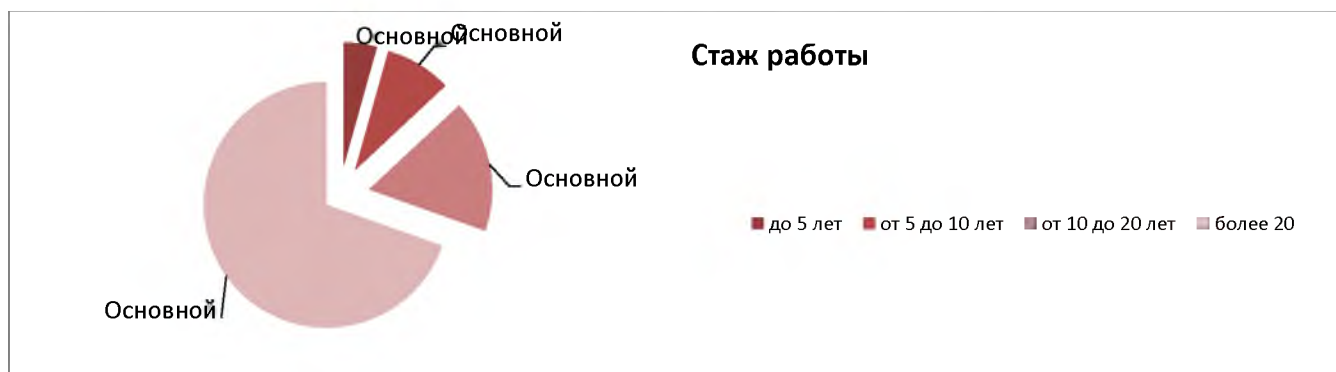 Основной
Основной
Стаж работы
Основной
до 5 лет от 5 до 10 лет от 10 до 20 лет более 20
Основной